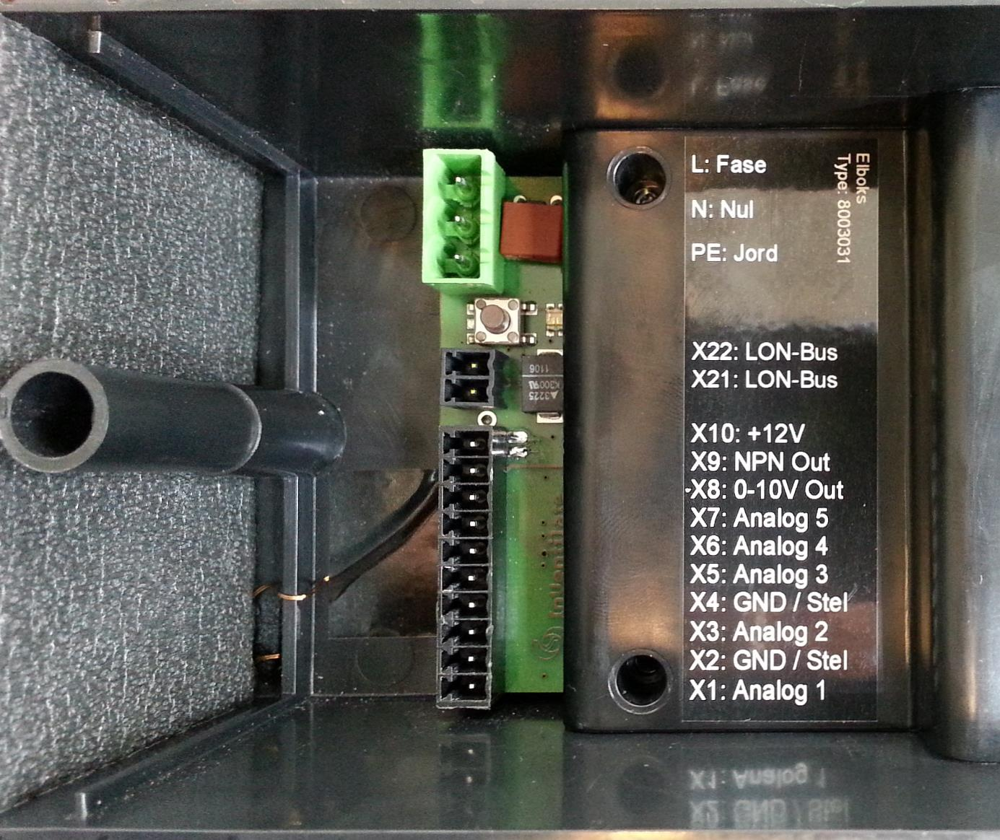 L: Fase
N: Nul
PE: Jord
Elboks
Type: 8003031
X22: LON-Bus
X21: LON-Bus
X10: +12V
X9: NPN Out
X8: 0-10V Out
X7: Analog 5
X6: Analog 4
X5: Analog 3
X4: GND / Stel
X3: Analog 2
X2: GND / Stel
X1: Analog 1
3225
K300
1106